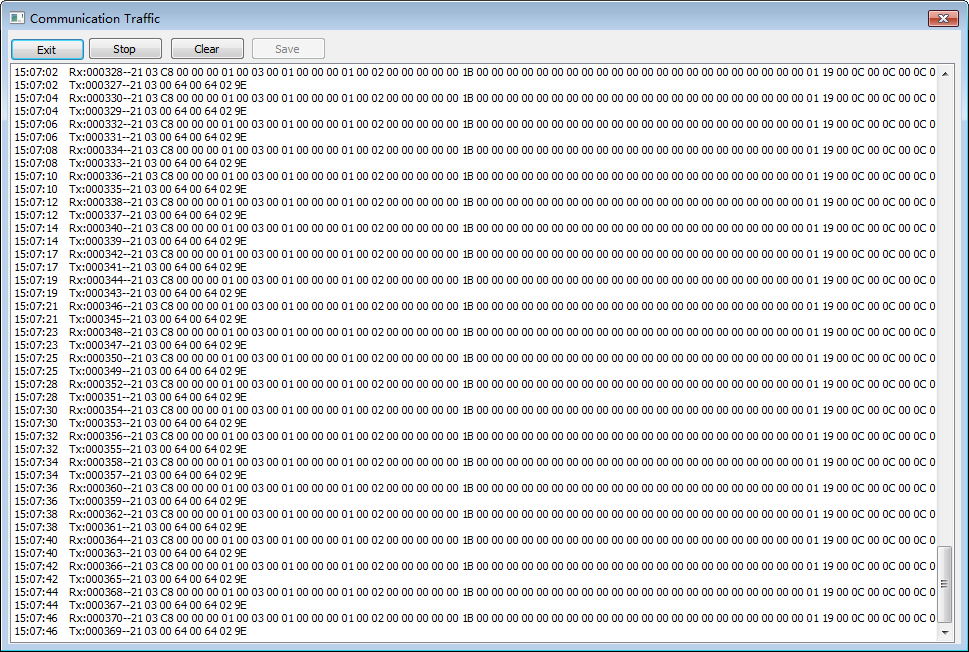 Communication Traffic
Exit Stop Clear Save
15:07:02 Rx:000328--21 03 C8 00 00 00 01 00 03 00 01 00 00 00 01 00 02 00 00 00 00 00 1B 00 00 00 00 00 00 00 00 00 00 00 00 00 00 00 00 00 00 00 00 00 00 01 19 00 0C 00 0C 00 0C 0
15:07:02 Tx:000327--21 03 00 64 00 64 02 9E
15:07:04 Rx:000330--21 03 C8 00 00 00 01 00 03 00 01 00 00 00 01 00 02 00 00 00 00 00 1B 00 00 00 00 00 00 00 00 00 00 00 00 00 00 00 00 00 00 00 00 00 00 01 19 00 0C 00 0C 00 0C 0
15:07:04 Tx:000329--21 03 00 64 00 64 02 9E
15:07:06 Rx:000332--21 03 C8 00 00 00 01 00 03 00 01 00 00 00 01 00 02 00 00 00 00 00 1B 00 00 00 00 00 00 00 00 00 00 00 00 00 00 00 00 00 00 00 00 00 00 01 19 00 0C 00 0C 00 0C 0
15:07:06 Tx:000331--21 03 00 64 00 64 02 9E
15:07:08 Rx:000334--21 03 C8 00 00 00 01 00 03 00 01 00 00 00 01 00 02 00 00 00 00 00 1B 00 00 00 00 00 00 00 00 00 00 00 00 00 00 00 00 00 00 00 00 00 00 01 19 00 0C 00 0C 00 0C 0
15:07:08 Tx:000333--21 03 00 64 00 64 02 9E
15:07:10 Rx:000336--21 03 C8 00 00 00 01 00 03 00 01 00 00 00 01 00 02 00 00 00 00 00 1B 00 00 00 00 00 00 00 00 00 00 00 00 00 00 00 00 00 00 00 00 00 00 01 19 00 0C 00 0C 00 0C 0
15:07:10 Tx:000335--21 03 00 64 00 64 02 9E
15:07:12 Rx:000338--21 03 C8 00 00 00 01 00 03 00 01 00 00 00 01 00 02 00 00 00 00 00 1B 00 00 00 00 00 00 00 00 00 00 00 00 00 00 00 00 00 00 00 00 00 00 01 19 00 0C 00 0C 00 0C 0
15:07:12 Tx:000337--21 03 00 64 00 64 02 9E
15:07:14 Rx:000340--21 03 C8 00 00 00 01 00 03 00 01 00 00 00 01 00 02 00 00 00 00 00 1B 00 00 00 00 00 00 00 00 00 00 00 00 00 00 00 00 00 00 00 00 00 00 01 19 00 0C 00 0C 00 0C 0
15:07:14 Tx:000339--21 03 00 64 00 64 02 9E
15:07:17 Rx:000342--21 03 C8 00 00 00 01 00 03 00 01 00 00 00 01 00 02 00 00 00 00 00 1B 00 00 00 00 00 00 00 00 00 00 00 00 00 00 00 00 00 00 00 00 00 00 01 19 00 0C 00 0C 00 0C 0
15:07:17 Tx:000341--21 03 00 64 00 64 02 9E
15:07:19 Rx:000344--21 03 C8 00 00 00 01 00 03 00 01 00 00 00 01 00 02 00 00 00 00 00 1B 00 00 00 00 00 00 00 00 00 00 00 00 00 00 00 00 00 00 00 00 00 00 01 19 00 0C 00 0C 00 0C 0
15:07:19 Tx:000343--21 03 00 64 00 64 02 9E
15:07:21 Rx:000346--21 03 C8 00 00 00 01 00 03 00 01 00 00 00 01 00 02 00 00 00 00 00 1B 00 00 00 00 00 00 00 00 00 00 00 00 00 00 00 00 00 00 00 00 00 00 01 19 00 0C 00 0C 00 0C 0
15:07:21 Tx:000345--21 03 00 64 00 64 02 9E
15:07:23 Rx:000348--21 03 C8 00 00 00 01 00 03 00 01 00 00 00 01 00 02 00 00 00 00 00 1B 00 00 00 00 00 00 00 00 00 00 00 00 00 00 00 00 00 00 00 00 00 00 01 19 00 0C 00 0C 00 0C 0
15:07:23 Tx:000347--21 03 00 64 00 64 02 9E
15:07:25 Rx:000350--21 03 C8 00 00 00 01 00 03 00 01 00 00 00 01 00 02 00 00 00 00 00 1B 00 00 00 00 00 00 00 00 00 00 00 00 00 00 00 00 00 00 00 00 00 00 01 19 00 0C 00 0C 00 0C 0
15:07:25 Tx:000349--21 03 00 64 00 64 02 9E
15:07:28 Rx:000352--21 03 C8 00 00 00 01 00 03 00 01 00 00 00 01 00 02 00 00 00 00 00 1B 00 00 00 00 00 00 00 00 00 00 00 00 00 00 00 00 00 00 00 00 00 00 01 19 00 0C 00 0C 00 0C 0
15:07:28 Tx:000351--21 03 00 64 00 64 02 9E
15:07:30 Rx:000354--21 03 C8 00 00 00 01 00 03 00 01 00 00 00 01 00 02 00 00 00 00 00 1B 00 00 00 00 00 00 00 00 00 00 00 00 00 00 00 00 00 00 00 00 00 00 01 19 00 0C 00 0C 00 0C 0
15:07:30 Tx:000353--21 03 00 64 00 64 02 9E
15:07:32 Rx:000356--21 03 C8 00 00 00 01 00 03 00 01 00 00 00 01 00 02 00 00 00 00 00 1B 00 00 00 00 00 00 00 00 00 00 00 00 00 00 00 00 00 00 00 00 00 00 01 19 00 0C 00 0C 00 0C 0
15:07:32 Tx:000355--21 03 00 64 00 64 02 9E
15:07:34 Rx:000358--21 03 C8 00 00 00 01 00 03 00 01 00 00 00 01 00 02 00 00 00 00 00 1B 00 00 00 00 00 00 00 00 00 00 00 00 00 00 00 00 00 00 00 00 00 00 01 19 00 0C 00 0C 00 0C 0
15:07:34 Tx:000357--21 03 00 64 00 64 02 9E
15:07:36 Rx:000360--21 03 C8 00 00 00 01 00 03 00 01 00 00 00 01 00 02 00 00 00 00 00 1B 00 00 00 00 00 00 00 00 00 00 00 00 00 00 00 00 00 00 00 00 00 00 01 19 00 0C 00 0C 00 0C 0
15:07:36 Tx:000359--21 03 00 64 00 64 02 9E
15:07:38 Rx:000362--21 03 C8 00 00 00 01 00 03 00 01 00 00 00 01 00 02 00 00 00 00 00 1B 00 00 00 00 00 00 00 00 00 00 00 00 00 00 00 00 00 00 00 00 00 00 01 19 00 0C 00 0C 00 0C 0
15:07:38 Tx:000361--21 03 00 64 00 64 02 9E
15:07:40 Rx:000364--21 03 C8 00 00 00 01 00 03 00 01 00 00 00 01 00 02 00 00 00 00 00 1B 00 00 00 00 00 00 00 00 00 00 00 00 00 00 00 00 00 00 00 00 00 00 01 19 00 0C 00 0C 00 0C 0
15:07:40 Tx:000363--21 03 00 64 00 64 02 9E
15:07:42 Rx:000366--21 03 C8 00 00 00 01 00 03 00 01 00 00 00 01 00 02 00 00 00 00 00 1B 00 00 00 00 00 00 00 00 00 00 00 00 00 00 00 00 00 00 00 00 00 00 01 19 00 0C 00 0C 00 0C 0
15:07:42 Tx:000365--21 03 00 64 00 64 02 9E
15:07:44 Rx:000368--21 03 C8 00 00 00 01 00 03 00 01 00 00 00 01 00 02 00 00 00 00 00 1B 00 00 00 00 00 00 00 00 00 00 00 00 00 00 00 00 00 00 00 00 00 00 01 19 00 0C 00 0C 00 0C 0
15:07:44 Tx:000367--21 03 00 64 00 64 02 9E
15:07:46 Rx:000370--21 03 C8 00 00 00 01 00 03 00 01 00 00 00 01 00 02 00 00 00 00 00 1B 00 00 00 00 00 00 00 00 00 00 00 00 00 00 00 00 00 00 00 00 00 00 01 19 00 0C 00 0C 00 0C 0
15:07:46 Tx:000369--21 03 00 64 00 64 02 9E